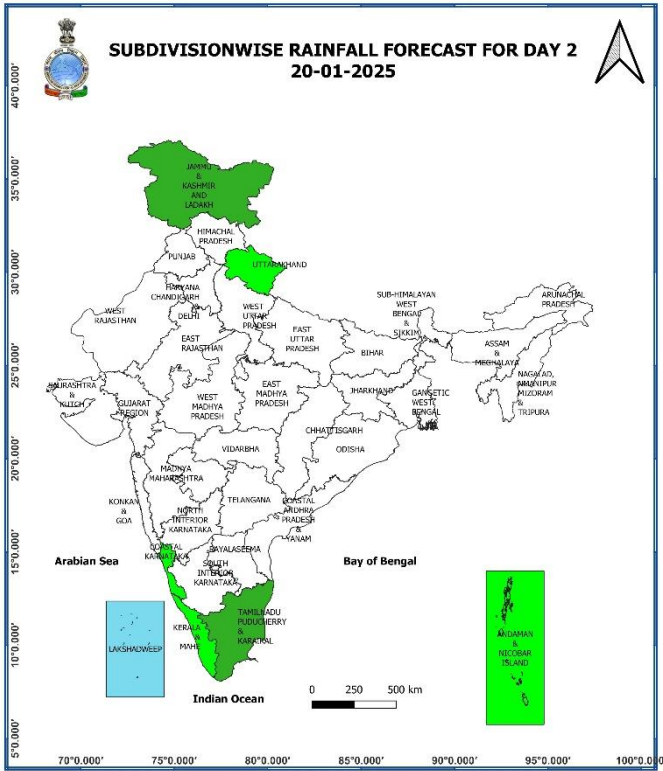 SUBDIVISIONWISE RAINFALL FORECAST FOR DAY 2
20-01-2025
40°0.000'
35°0.000'
30°0.000'
25°0.000'
20°0.000'
15°0.000'
10°0.000'
5°0.000'
JAMMU
&
KASHMIR
AND
LADAKH
HIMACHAL
PRADESH
PUNJAB
UTTARAKHAND
HARYANA
CHANDIGARH
&
DELHI
WEST
RAJASTHAN
WEST
UTTAR
PRADESH
EAST
RAJASTHAN
EAST
UTTAR
PRADESH
SUB-HIMALAYAN
WEST
BENGAL
&
SIKKIM
ARUNACHAL
PRADESH
ASSAM
&
MEGHALAYA
BIHAR
NAGALAD,
MANIPUR
MIZORAM
&
TRIPURA
SAURASHTRA
&
KUTCH
GUJARAT
REGION
WEST
MADHYA
PRADESH
EAST
MADHYA
PRADESH
JHARKHAND
GANGETIC
WEST
BENGAL
CHHATTISGARH
ODISHA
VIDARBHA
MADHYA
MAHARASHTRA
KONKAN
&
GOA
NORTH
INTERIOR
KARNATAKA
TELANGANA
COASTAL
ANDHRA
PRADESH
&
YANAM
COASTAL
KARNATAKA
RAYALASEEMA
SOUTH
INTERIOR
KARNATAKA
Arabian Sea
Bay of Bengal
TAMILNADU
PUDUCHERRY
&
KARAIKAL
KERALA
&
MAHE
LAKSHADWEEP
ANDAMAN
&
NICOBAR
ISLAND
Indian Ocean
0 250 500 km
70°0.000' 75°0.000' 80°0.000' 85°0.000' 90°0.000' 95°0.000' 100°0.0